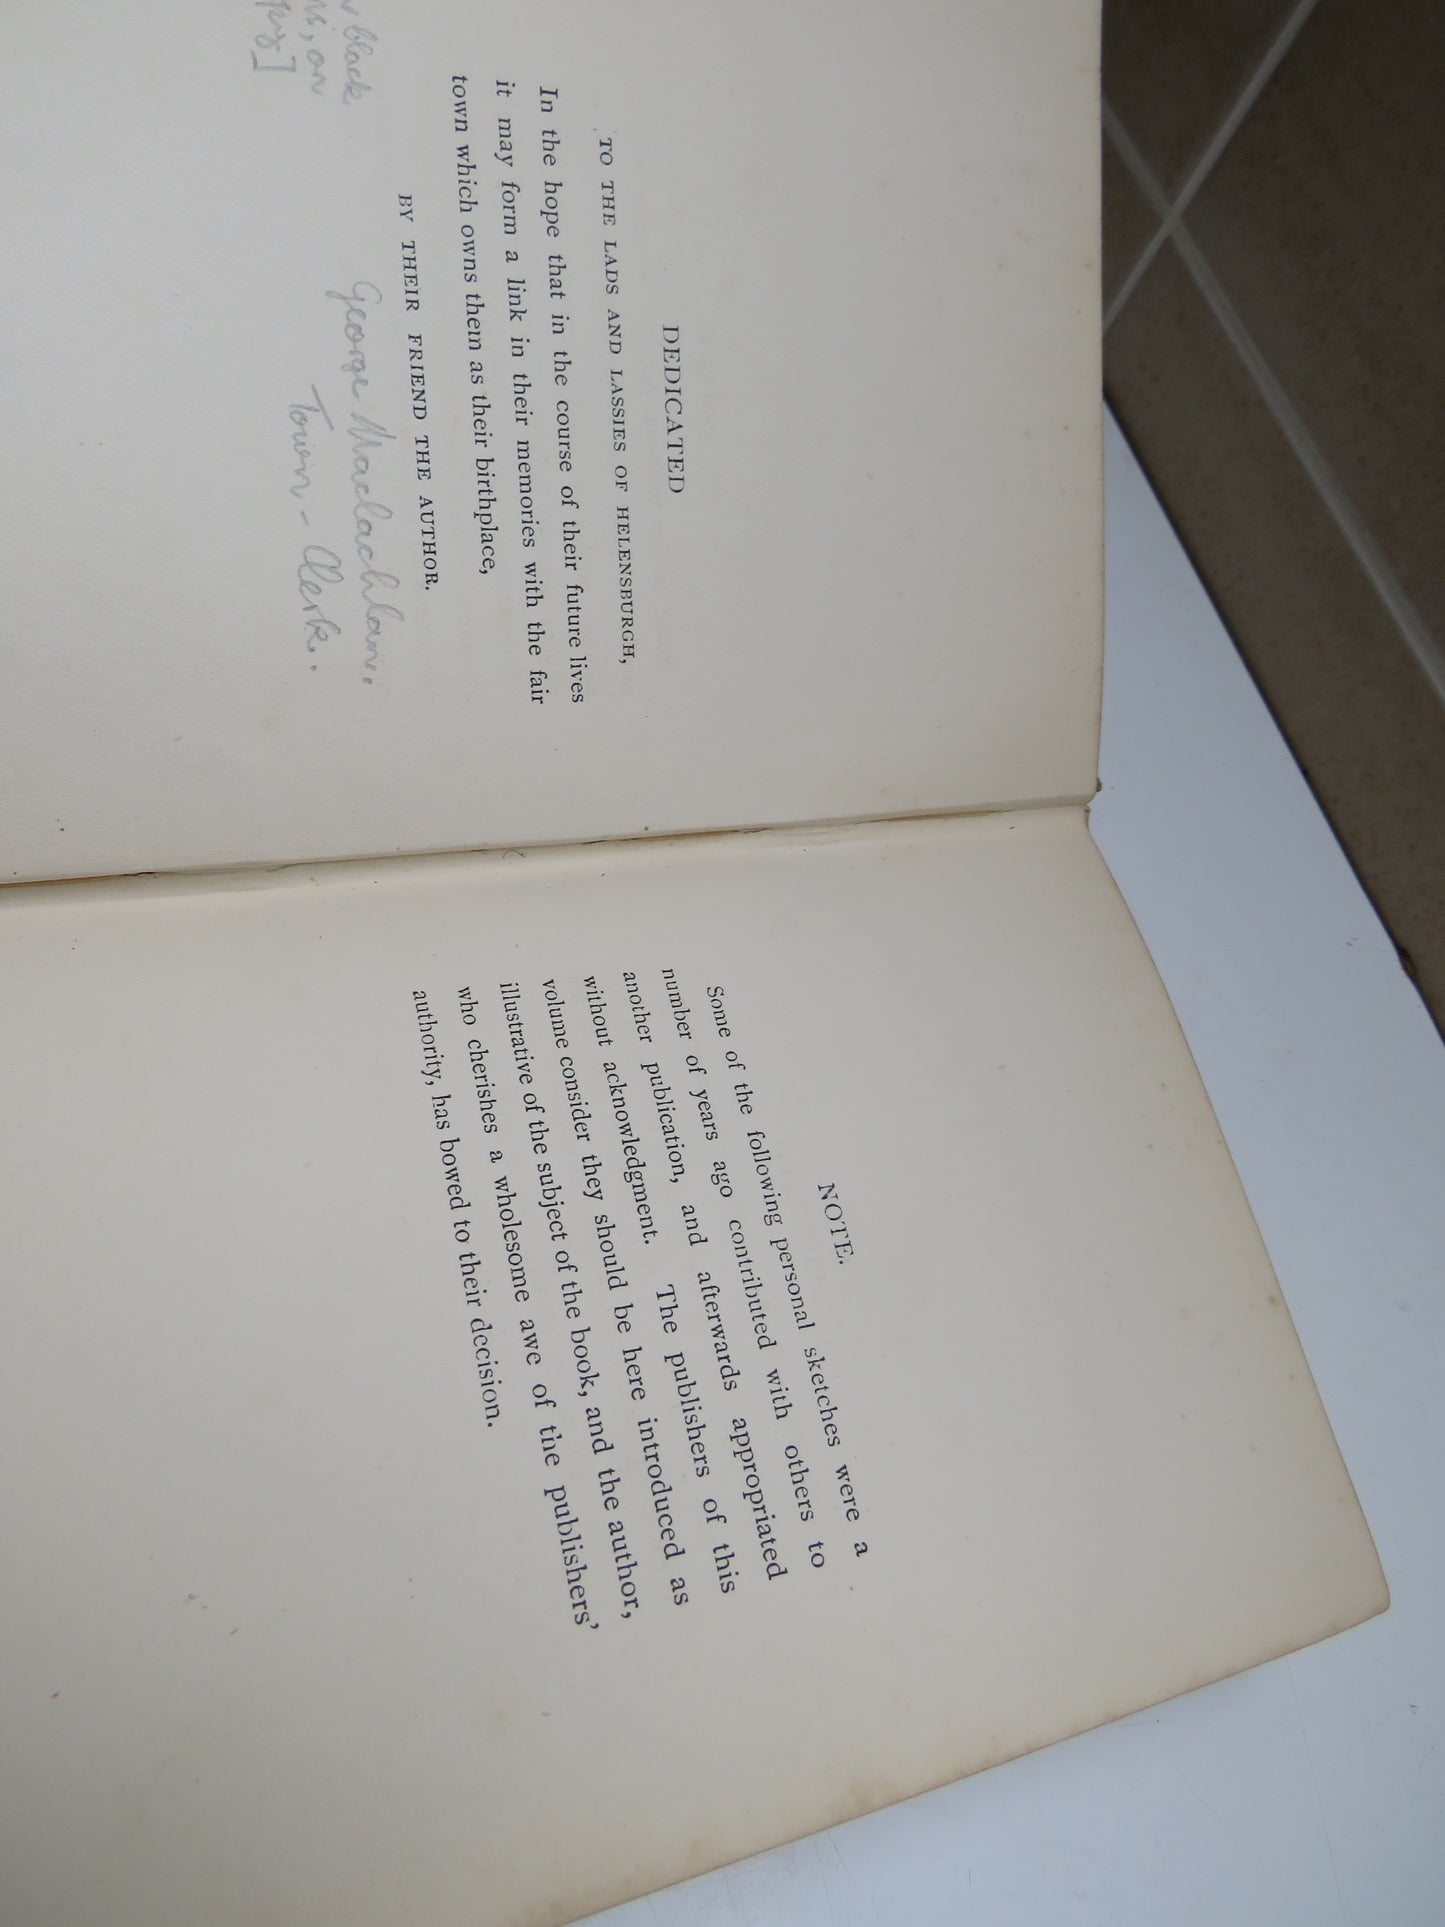 DEDICATED
TO THE LADS AND LASSIES OF HELENSBURGH,
In the hope that in the course of their future lives
it may form a link in their memories with the fair
town which owns them as their birthplace,
BY THEIR FRIEND THE AUTHOR.
black
George Maclachlan.
on
Town-Clerk.
NOTE.
Some of the following personal sketches were a
number of years ago contributed with others to
another publication, and afterwards appropriated
without acknowledgment. The publishers of this
volume consider they should be here introduced as
illustrative of the subject of the book, and the author,
who cherishes a wholesome awe of the publishers'
authority, has bowed to their decision.